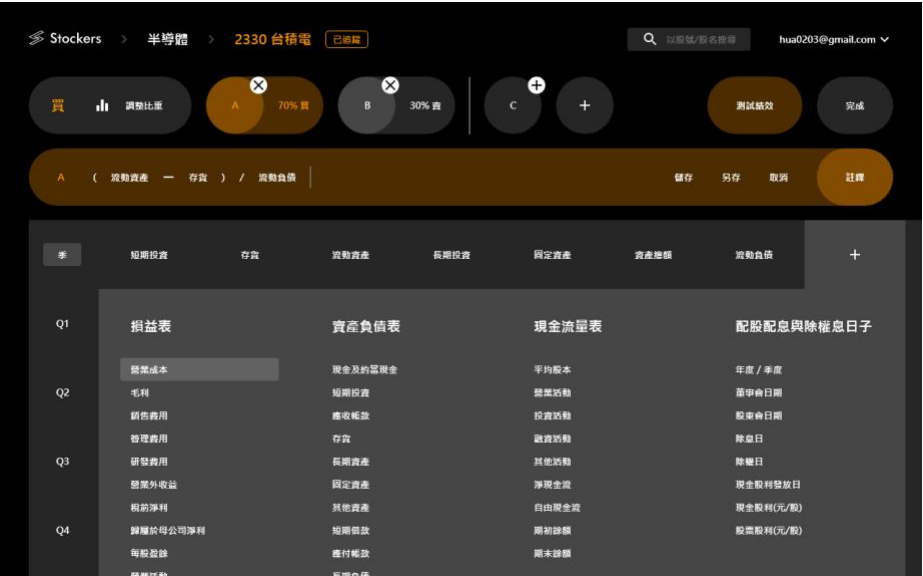 Stockers > 半導體 > 2330 台積電 已追蹤 以股號/股名搜尋 hua0203@gmail.com
買 調整比重 A 70% 買 B 30% 賣 C + 測試績效 完成
A ( 流動資產 — 存貨 ) / 流動負債 儲存 另存 取消 註釋
季 短期投資 存貨 流動資產 長期投資 固定資產 資產總額 流動負債 +
Q1 損益表 資產負債表 現金流量表 配股配息與除權息日子
營業成本 現金及約當現金 平均股本 年度 / 季度
Q2 毛利 短期投資 營業活動 董事會日期
銷售費用 應收帳款 投資活動 股東會日期
管理費用 存貨 融資活動 除息日
Q3 研發費用 長期資產 其他活動 除權日
營業外收益 固定資產 淨現金流 現金股利發放日
稅前淨利 其他資產 自由現金流 現金股利(元/股)
Q4 歸屬於母公司淨利 短期借款 期初餘額 股票股利(元/股)
每股盈餘 應付帳款 期末餘額
營業活動 長期負債